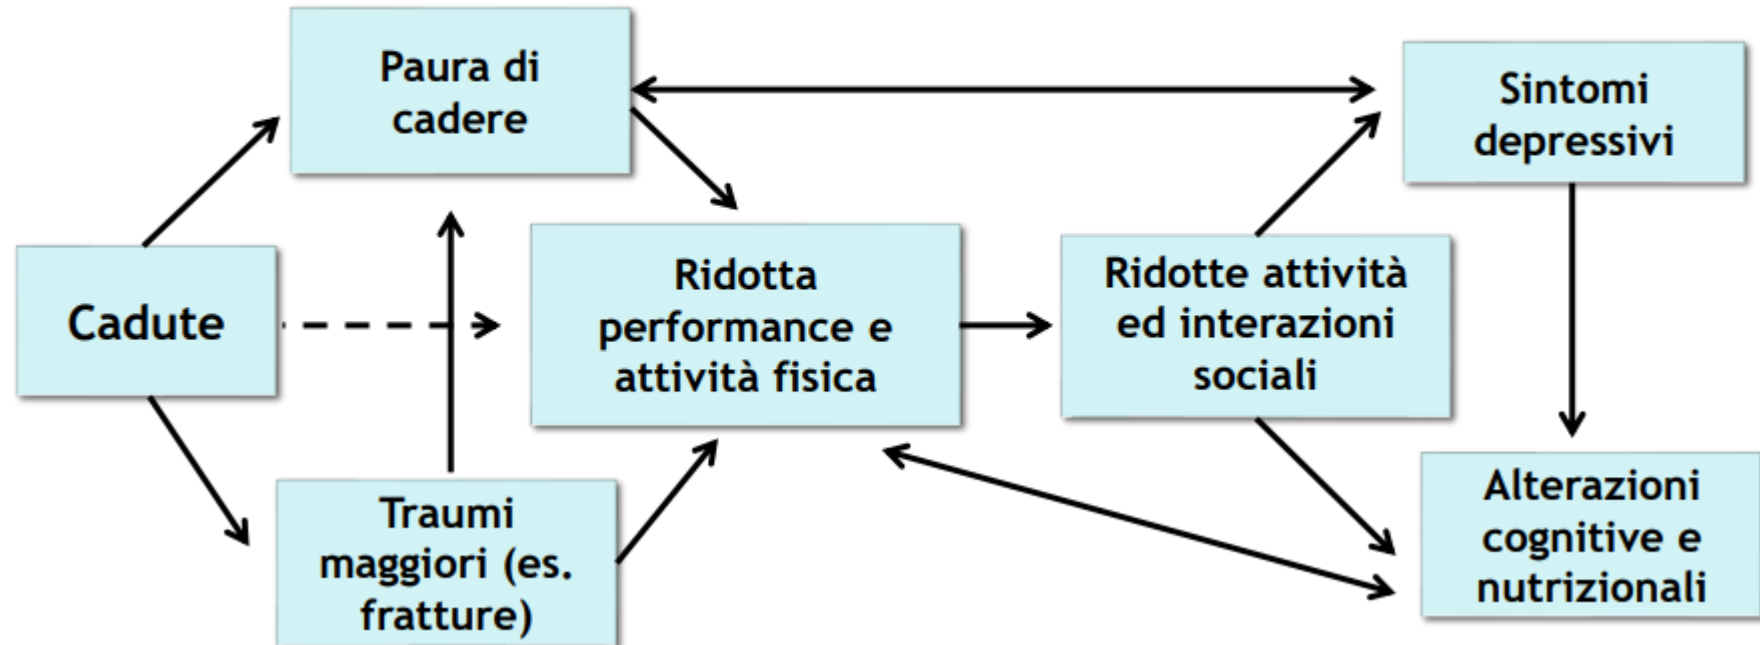 Paura di
cadere
Sintomi
depressivi
Cadute
Ridotta
performance e
attività fisica
Ridotte attività
ed interazioni
sociali
Traumi
maggiori (es.
fratture)
Alterazioni
cognitive e
nutrizionali